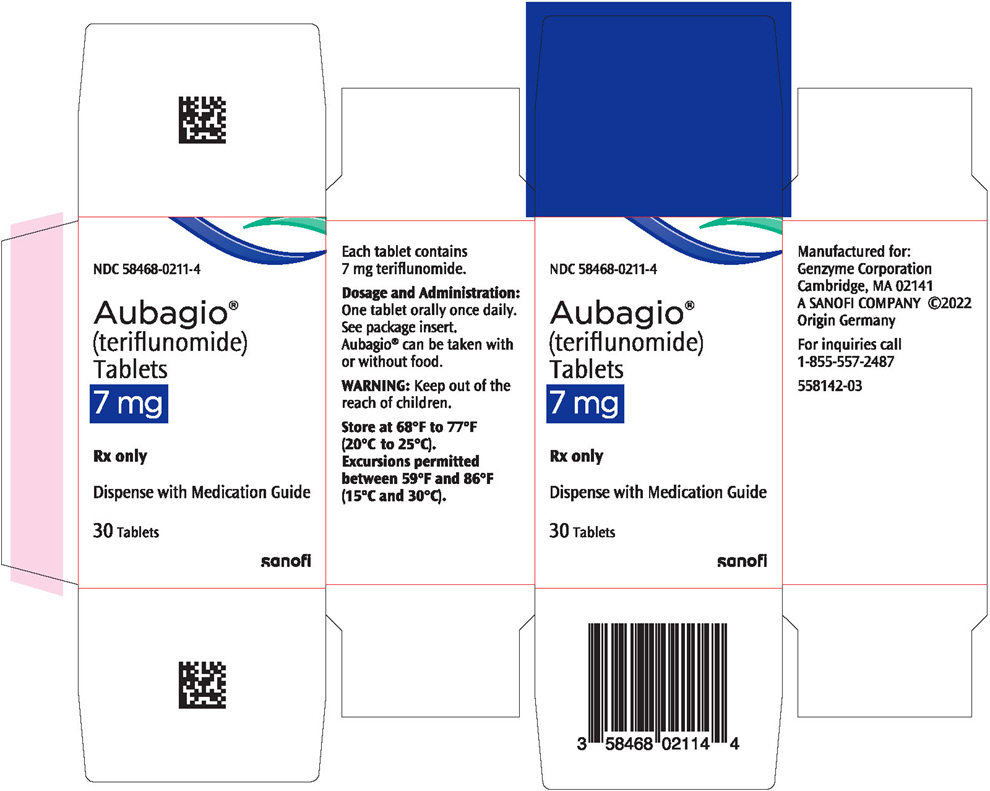 NDC 58468-0211-4
Aubagio®
(teriflunomide)
Tablets
7 mg
Rx only
Dispense with Medication Guide
30 Tablets
sanofi
Each tablet contains
7 mg teriflunomide.
Dosage and Administration:
One tablet orally once daily.
See package insert.
Aubagio® can be taken with
or without food.
WARNING: Keep out of the
reach of children.
Store at 68°F to 77°F
(20°C to 25°C).
Excursions permitted
between 59°F and 86°F
(15°C and 30°C).
NDC 58468-0211-4
Aubagio®
(teriflunomide)
Tablets
7 mg
Rx only
Dispense with Medication Guide
30 Tablets
sanofi
3 58468 02114 4
Manufactured for:
Genzyme Corporation
Cambridge, MA 02141
A SANOFI COMPANY ©2022
Origin Germany
For inquiries call
1-855-557-2487
558142-03